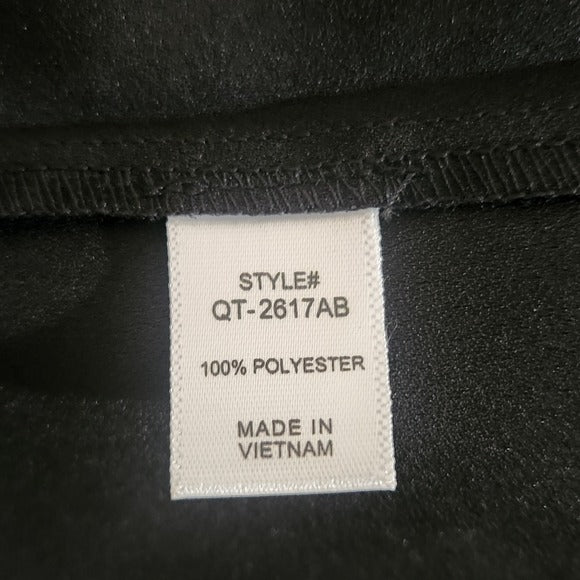 STYLE#
QT-2617AB
100% POLYESTER
MADE IN
VIETNAM